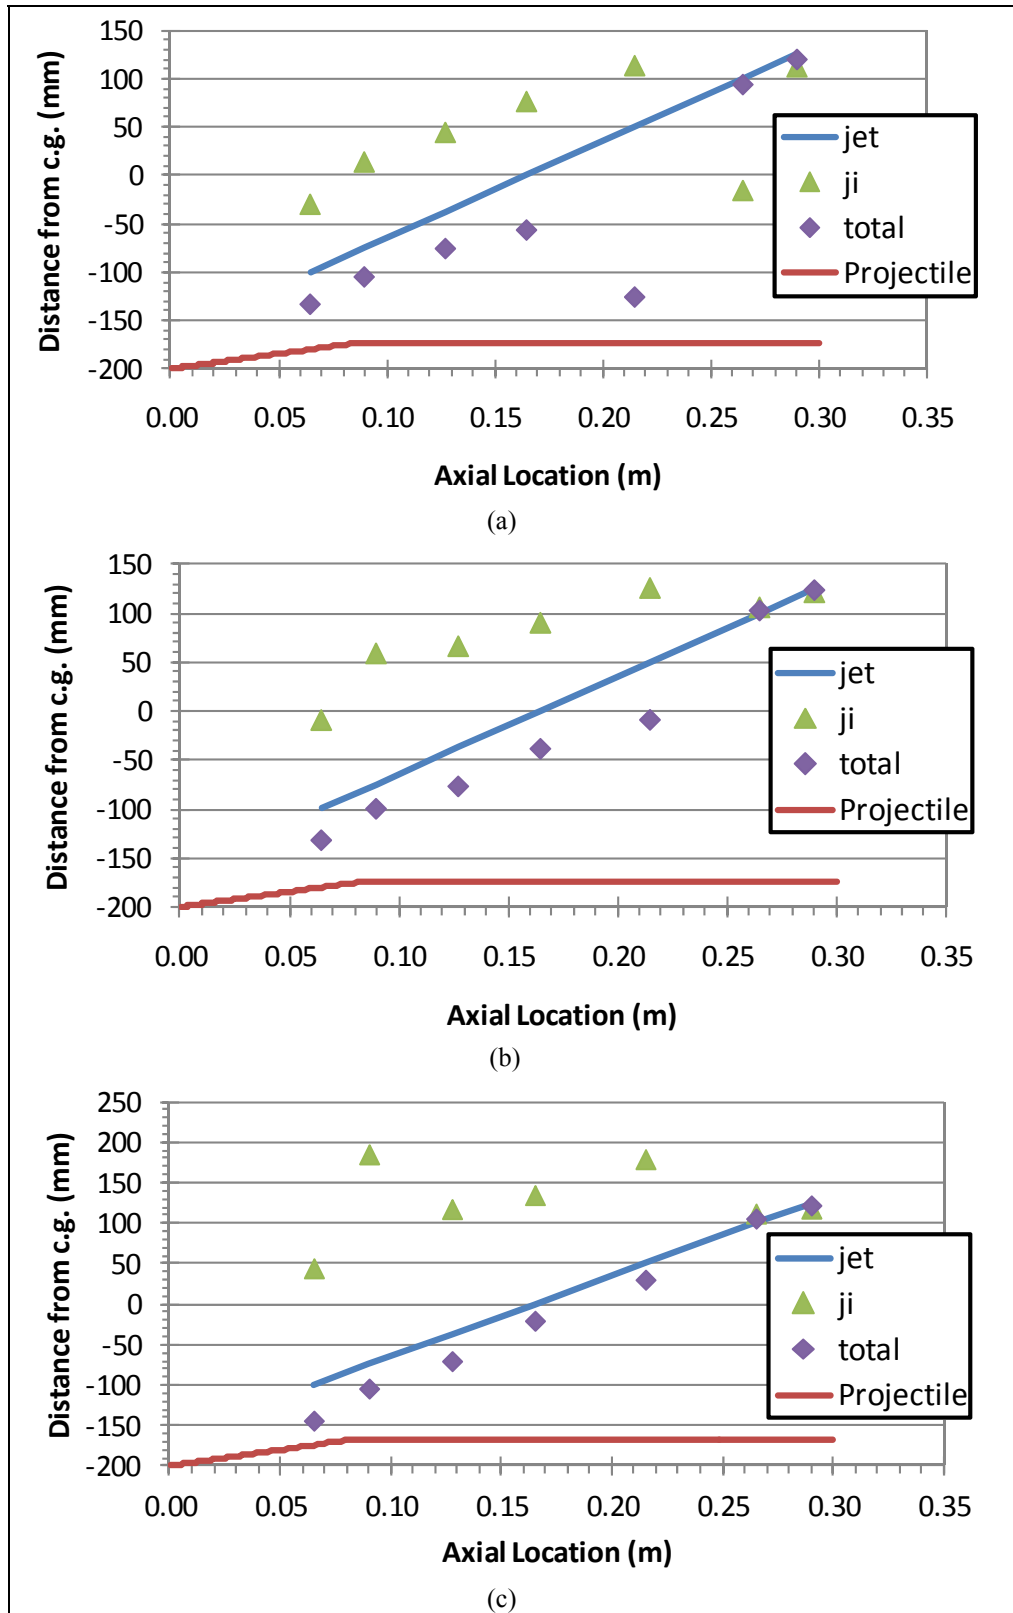 150
100
50
0
-50
-100
-150
-200
Distance from c.g. (mm)
jet
ji
total
Projectile
0.00 0.05 0.10 0.15 0.20 0.25 0.30 0.35
Axial Location (m)
(a)
150
100
50
0
-50
-100
-150
-200
Distance from c.g. (mm)
jet
ji
total
Projectile
0.00 0.05 0.10 0.15 0.20 0.25 0.30 0.35
Axial Location (m)
(b)
250
200
150
100
50
0
-50
-100
-150
-200
Distance from c.g. (mm)
jet
ji
total
Projectile
0.00 0.05 0.10 0.15 0.20 0.25 0.30 0.35
Axial Location (m)
(c)